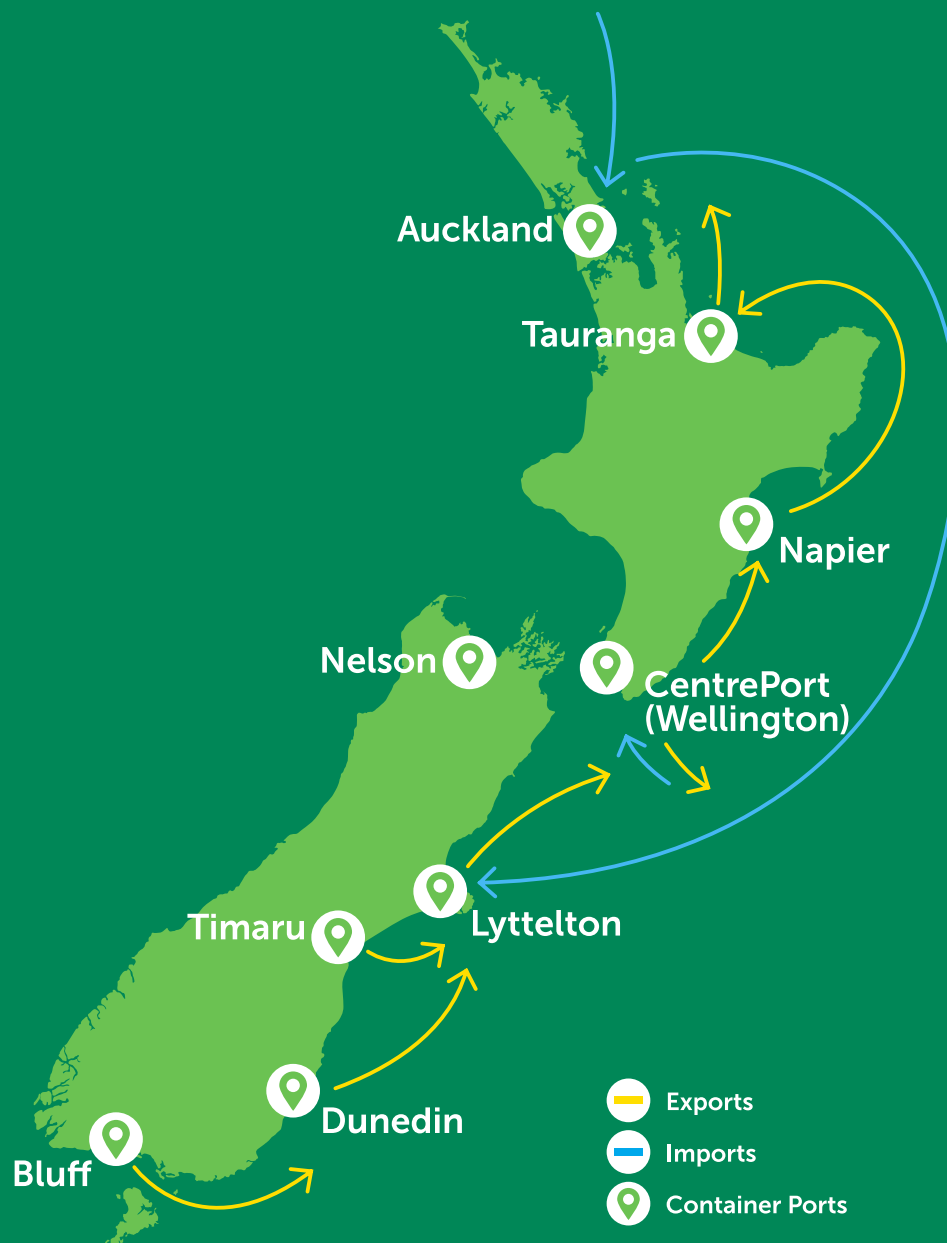 Auckland
Tauranga
Napier
Nelson
CentrePort
(Wellington)
Lyttelton
Timaru
Dunedin
Bluff
Exports
Imports
Container Ports